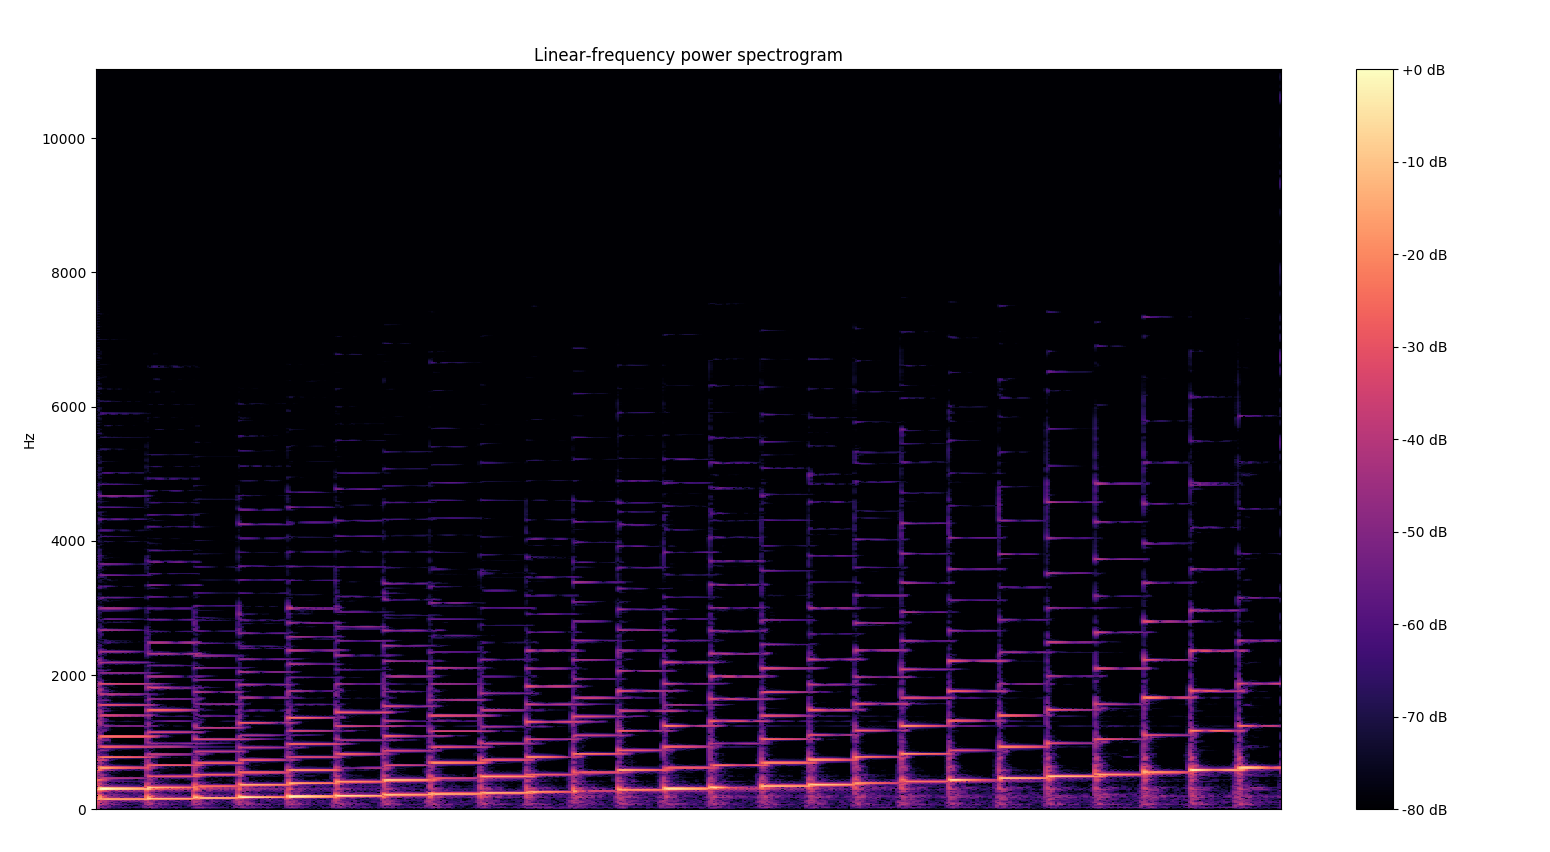 Linear-frequency power spectrogram
Hz
10000
8000
6000
4000
2000
0
+0 dB
-10 dB
-20 dB
-30 dB
-40 dB
-50 dB
-60 dB
-70 dB
-80 dB